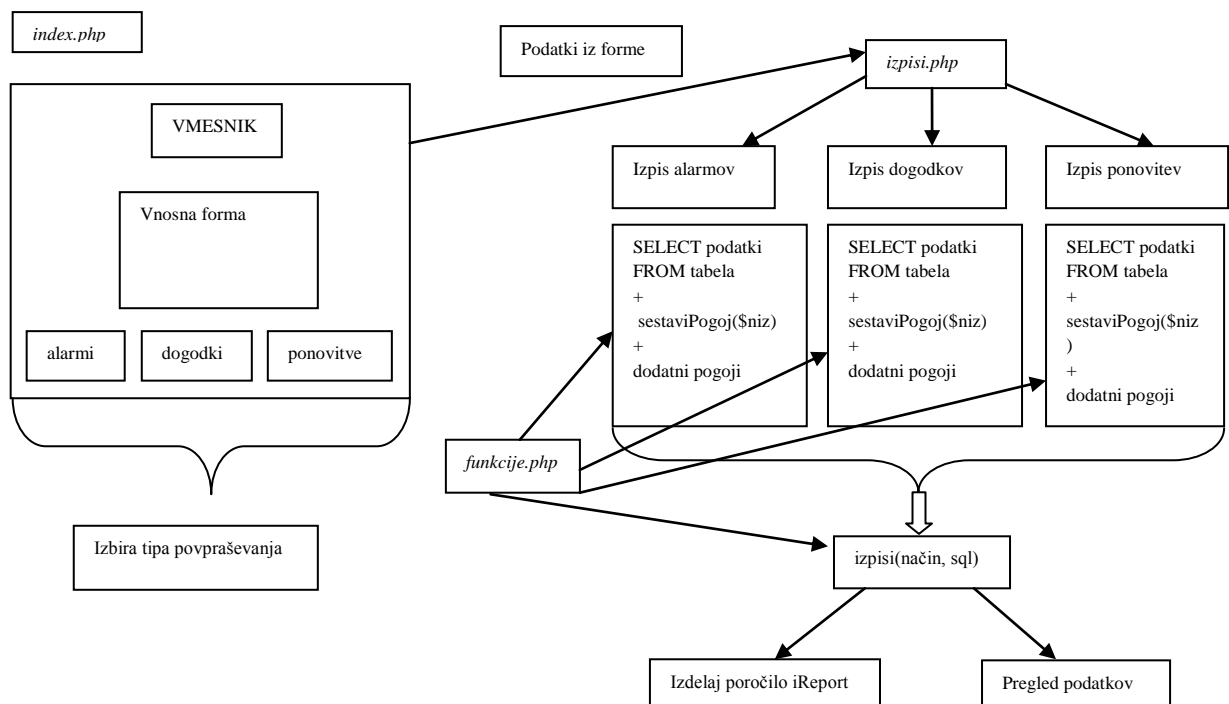 index.php
Podatki iz forme
izpisi.php
VMESNIK
Vnosna forma
alarmi
dogodki
ponovitve
Izbira tipa povpraševanja
Izpis alarmov
Izpis dogodkov
Izpis ponovitev
SELECT podatki
FROM tabela
+
sestaviPogoj($niz)
+
dodatni pogoji
SELECT podatki
FROM tabela
+
sestaviPogoj($niz)
+
dodatni pogoji
SELECT podatki
FROM tabela
+
sestaviPogoj($niz
)
+
dodatni pogoji
funkcije.php
izpisi(način, sql)
Izdelaj poročilo iReport
Pregled podatkov